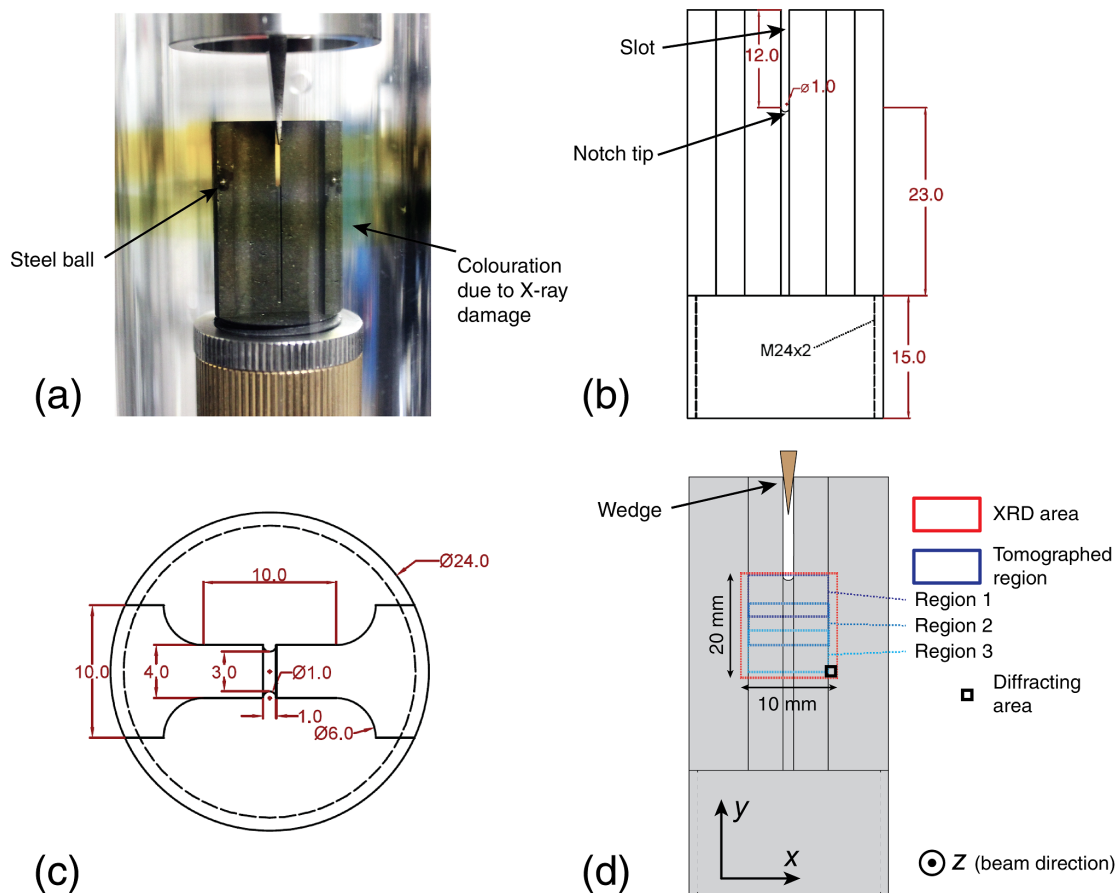 Steel ball
Colouration
due to X-ray
damage
(a)
Slot
12.0
⌀1.0
Notch tip
23.0
M24x2
15.0
(b)
Ø24.0
10.0
10.0
4.0
3.0
Ø1.0
1.0
Ø6.0
(c)
Wedge
XRD area
Tomographed
region
Region 1
Region 2
Region 3
20 mm
10 mm
Diffracting
area
y
x
z (beam direction)
(d)